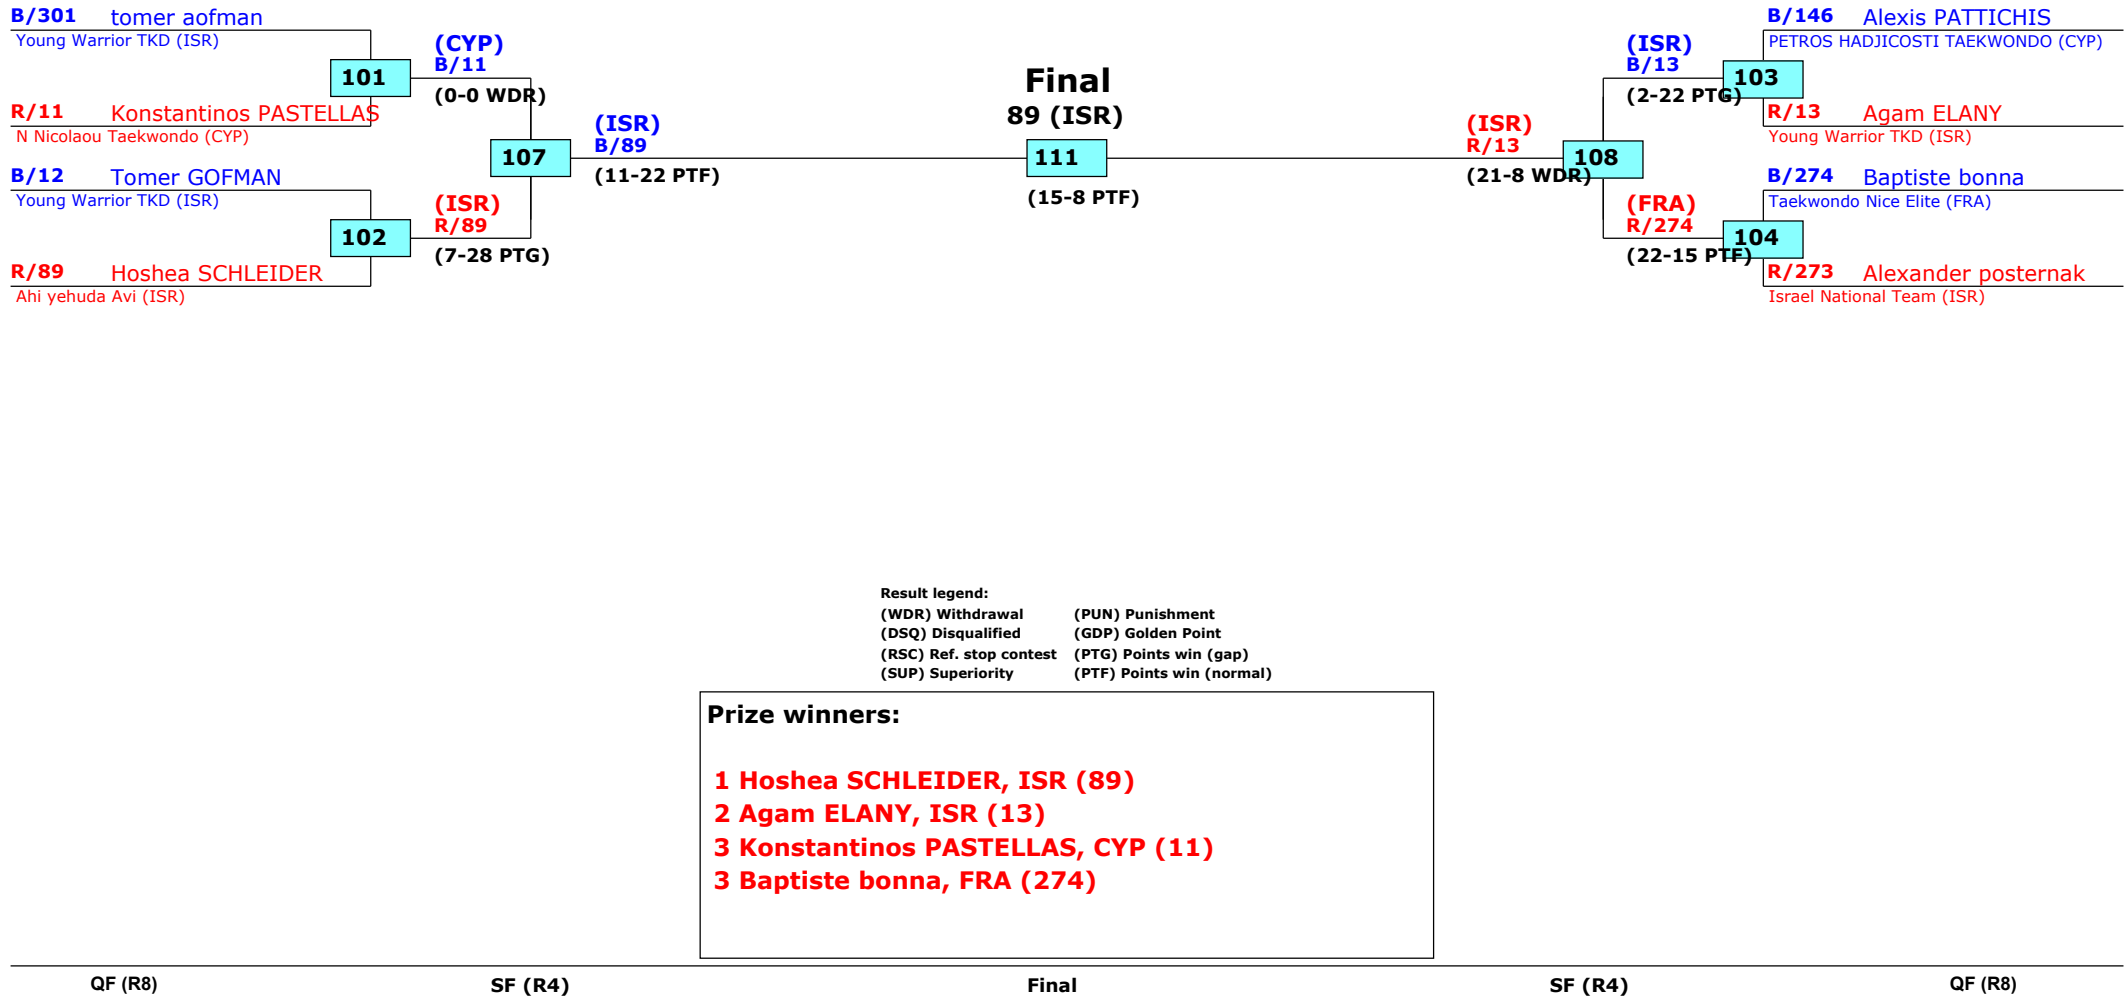 B/301 tomer aofman
Young Warrior TKD (ISR)
101
R/11 Konstantinos PASTELLAS
N Nicolaou Taekwondo (CYP)
(CYP)
B/11
(0-0 WDR)
B/12 Tomer GOFMAN
Young Warrior TKD (ISR)
102
R/89 Hoshea SCHLEIDER
Ahi yehuda Avi (ISR)
(ISR)
R/89
(7-28 PTG)
107
(ISR)
B/89
(11-22 PTF)
Final
89 (ISR)
111
(15-8 PTF)
(ISR)
R/13
(21-8 WDR)
108
(ISR)
B/13
(2-22 PTG)
103
B/146 Alexis PATTICHIS
PETROS HADJICOSTI TAEKWONDO (CYP)
R/13 Agam ELANY
Young Warrior TKD (ISR)
(FRA)
R/274
(22-15 PTF)
104
B/274 Baptiste bonna
Taekwondo Nice Elite (FRA)
R/273 Alexander posternak
Israel National Team (ISR)
Result legend:
(WDR) Withdrawal (PUN) Punishment
(DSQ) Disqualified (GDP) Golden Point
(RSC) Ref. stop contest (PTG) Points win (gap)
(SUP) Superiority (PTF) Points win (normal)
Prize winners:
1 Hoshea SCHLEIDER, ISR (89)
2 Agam ELANY, ISR (13)
3 Konstantinos PASTELLAS, CYP (11)
3 Baptiste bonna, FRA (274)
QF (R8) SF (R4) Final SF (R4) QF (R8)